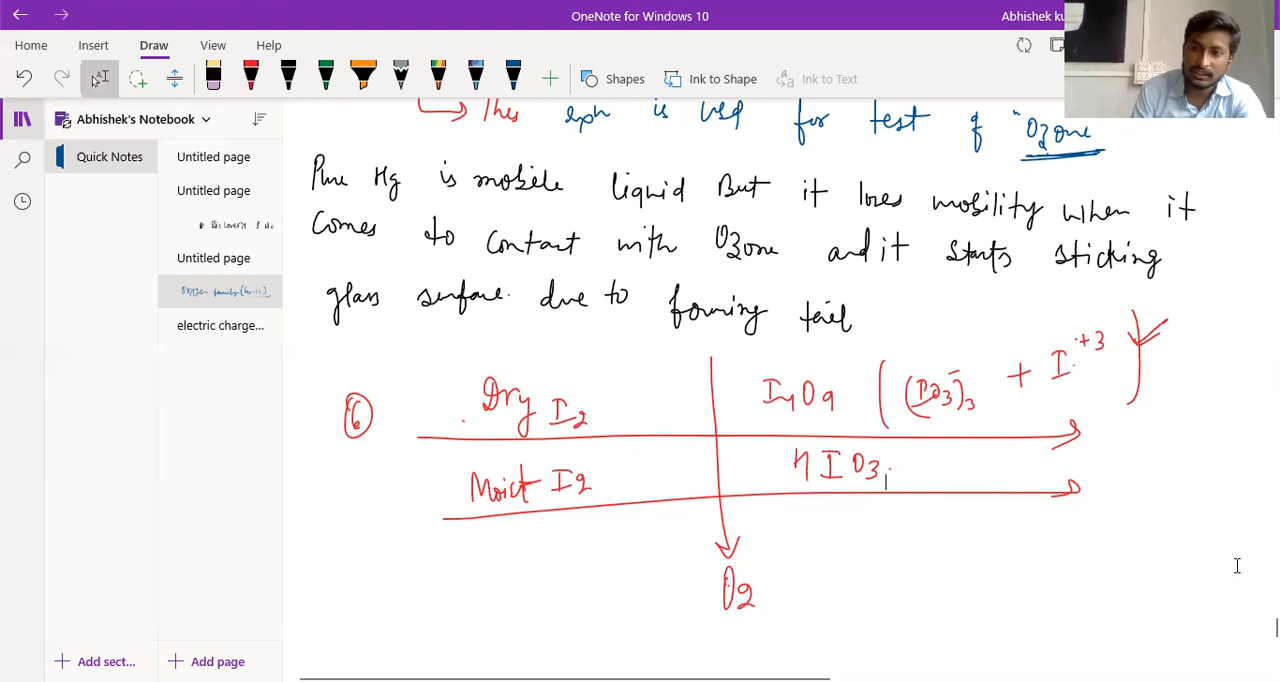 OneNote for Windows 10
Abhishek ku
Home Insert Draw View Help
Shapes Ink to Shape Ink to Text
Abhishek's Notebook
Quick Notes
Untitled page
Untitled page
Untitled page
Oxygen family
electric charge...
Add sect...
Add page
This is used for test of "Ozone
Pure Hg is mobile liquid But it loses mobility when it
comes to contact with Ozone and it starts sticking
glass surface. due to forming tail
6 Dry I2 I4O9 ((IO3⁻)3 + I⁺³)
Moist I2 HIO3
O2